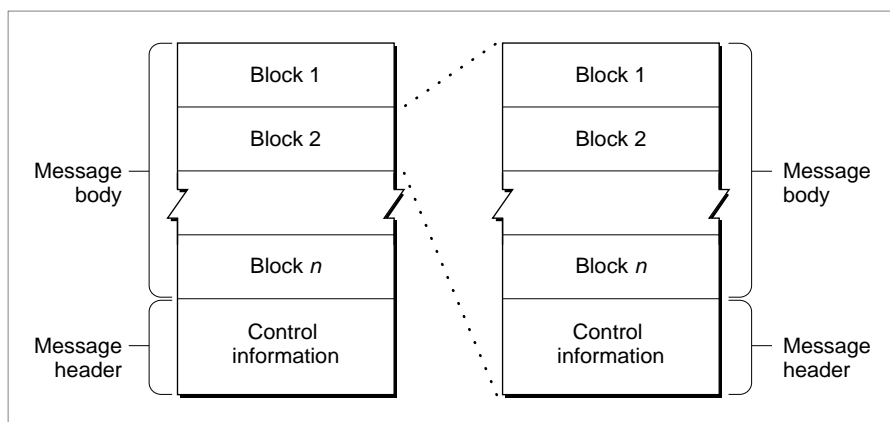 Block 1
Block 2
Message
body
Block n
Control
information
Message
header
Block 1
Block 2
Message
body
Block n
Control
information
Message
header